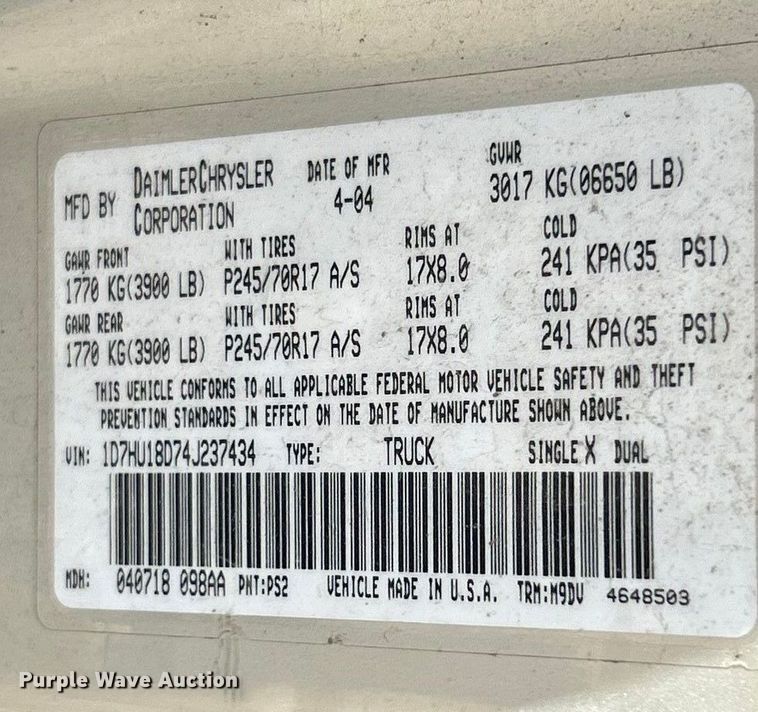 MFD BY DAIMLERCHRYSLER CORPORATION DATE OF MFR 4-04 GVWR 3017 KG(06650 LB)
GAWR FRONT WITH TIRES RIMS AT COLD
1770 KG(3900 LB) P245/70R17 A/S 17X8.0 241 KPA(35 PSI)
GAWR REAR WITH TIRES RIMS AT COLD
1770 KG(3900 LB) P245/70R17 A/S 17X8.0 241 KPA(35 PSI)
THIS VEHICLE CONFORMS TO ALL APPLICABLE FEDERAL MOTOR VEHICLE SAFETY AND THEFT
PREVENTION STANDARDS IN EFFECT ON THE DATE OF MANUFACTURE SHOWN ABOVE.
VIN: 1D7HU18D74J237434 TYPE: TRUCK SINGLE X DUAL
MDH: 040718 098AA PNT:PS2 VEHICLE MADE IN U.S.A. TRM:M9DV 4648503
Purple Wave Auction